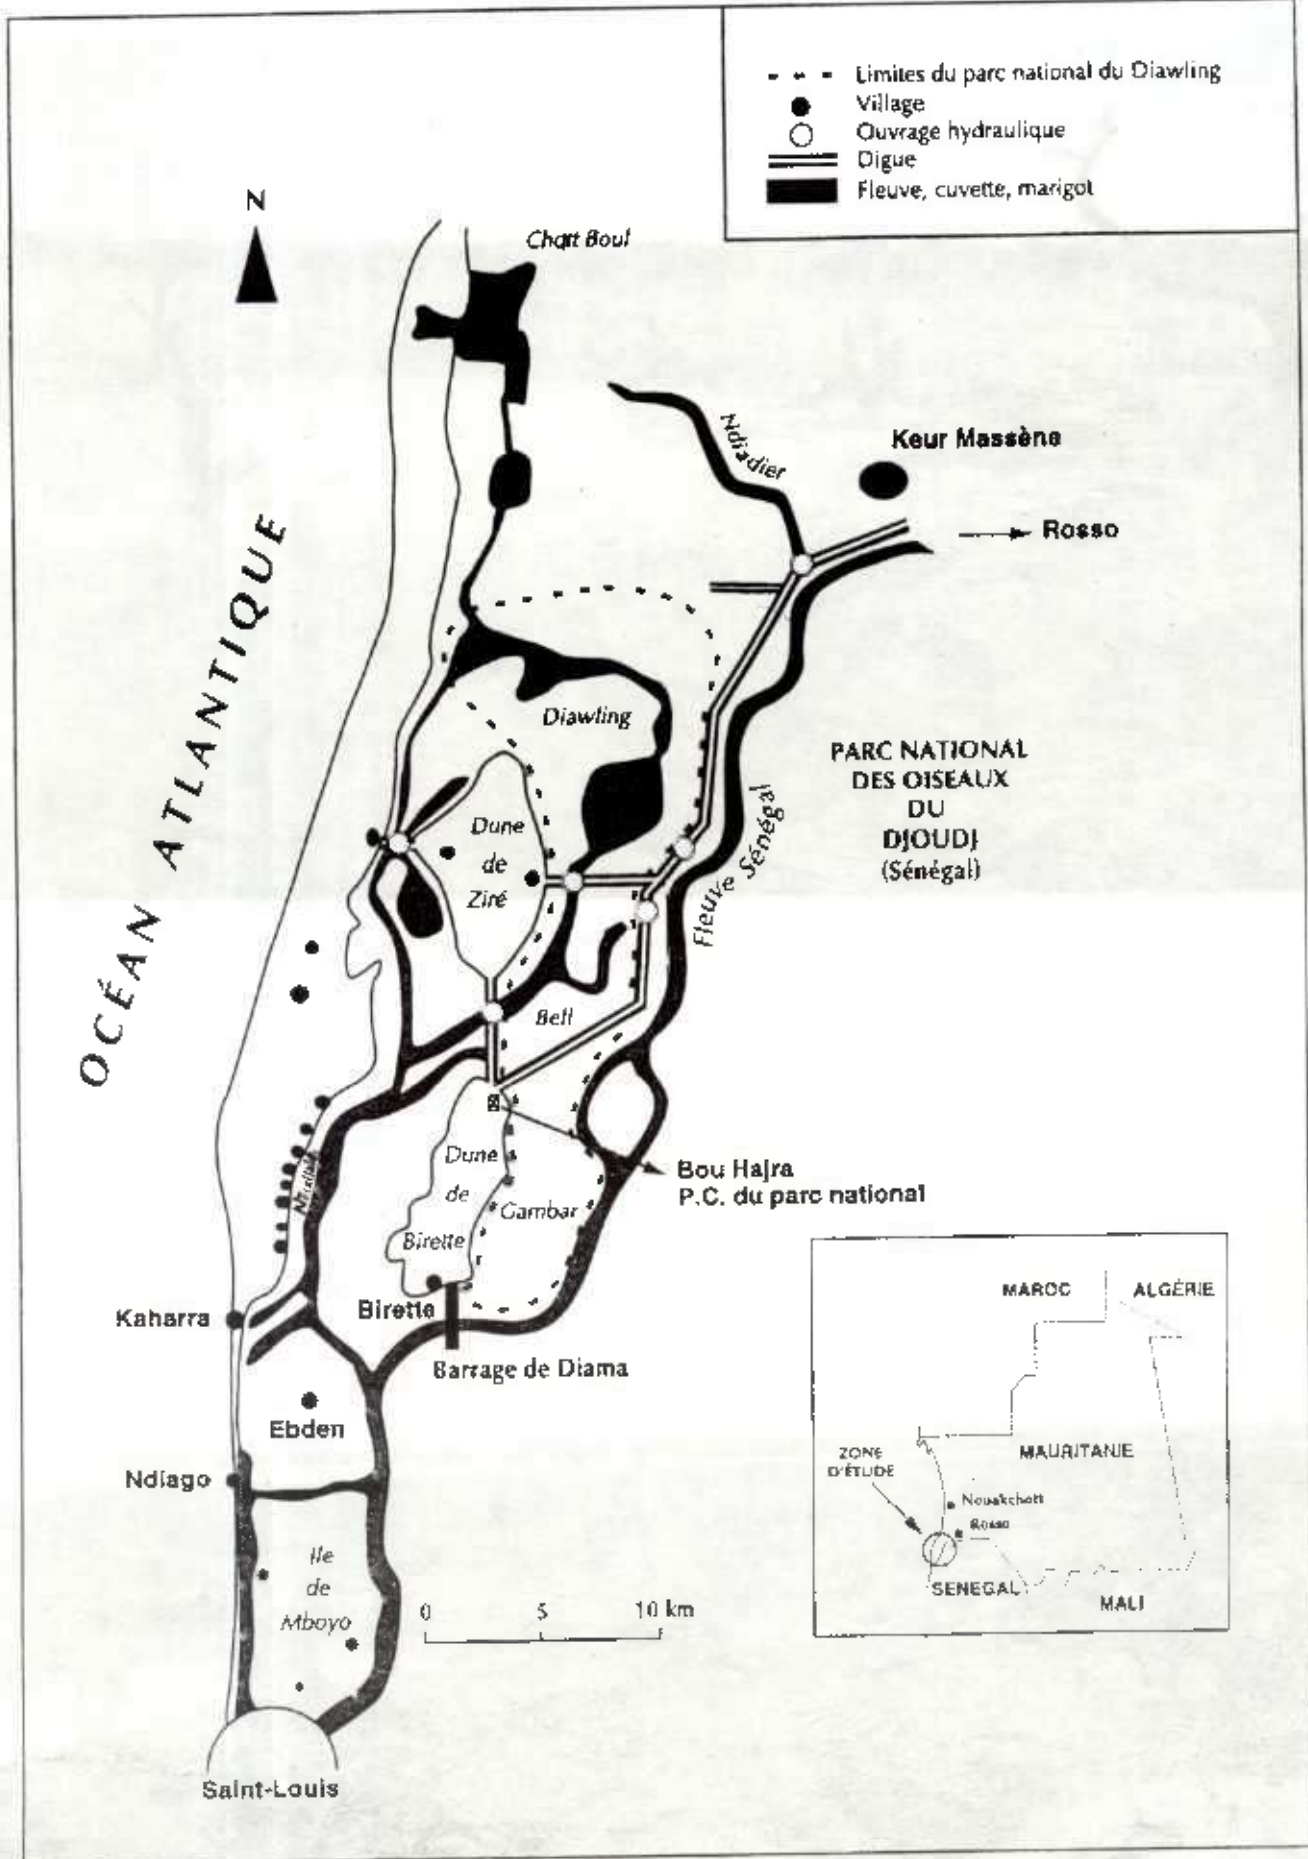 Limites du parc national du Diawling
Village
Ouvrage hydraulique
Digue
Fleuve, cuvette, marigot
N
Chatt Boul
Ndiadier
Keur Massène
Rosso
OCÉAN ATLANTIQUE
Diawling
PARC NATIONAL
DES OISEAUX
DU
DJOUDJ
(Sénégal)
Fleuve Sénégal
Dune
de
Ziré
Bell
Dune
de
Birette
Gambar
Bou Hajra
P.C. du parc national
Birette
Kaharra
Barrage de Diama
Ebden
Ndiago
Ile
de
Mboyo
0 5 10 km
Saint-Louis
MAROC
ALGÉRIE
MAURITANIE
ZONE
D'ÉTUDE
Nouakchott
Rosso
SENEGAL
MALI